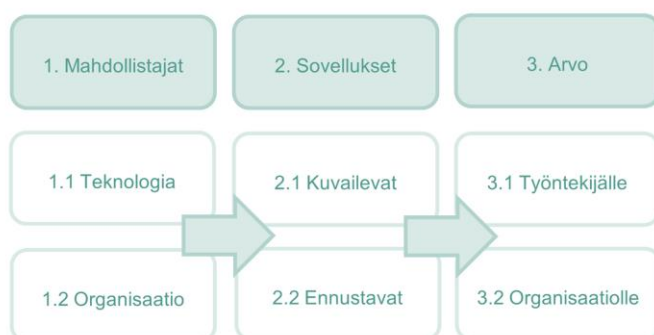 1. Mahdollistajat
2. Sovellukset
3. Arvo
1.1 Teknologia
2.1 Kuvailevat
3.1 Työntekijälle
1.2 Organisaatio
2.2 Ennustavat
3.2 Organisaatiolle